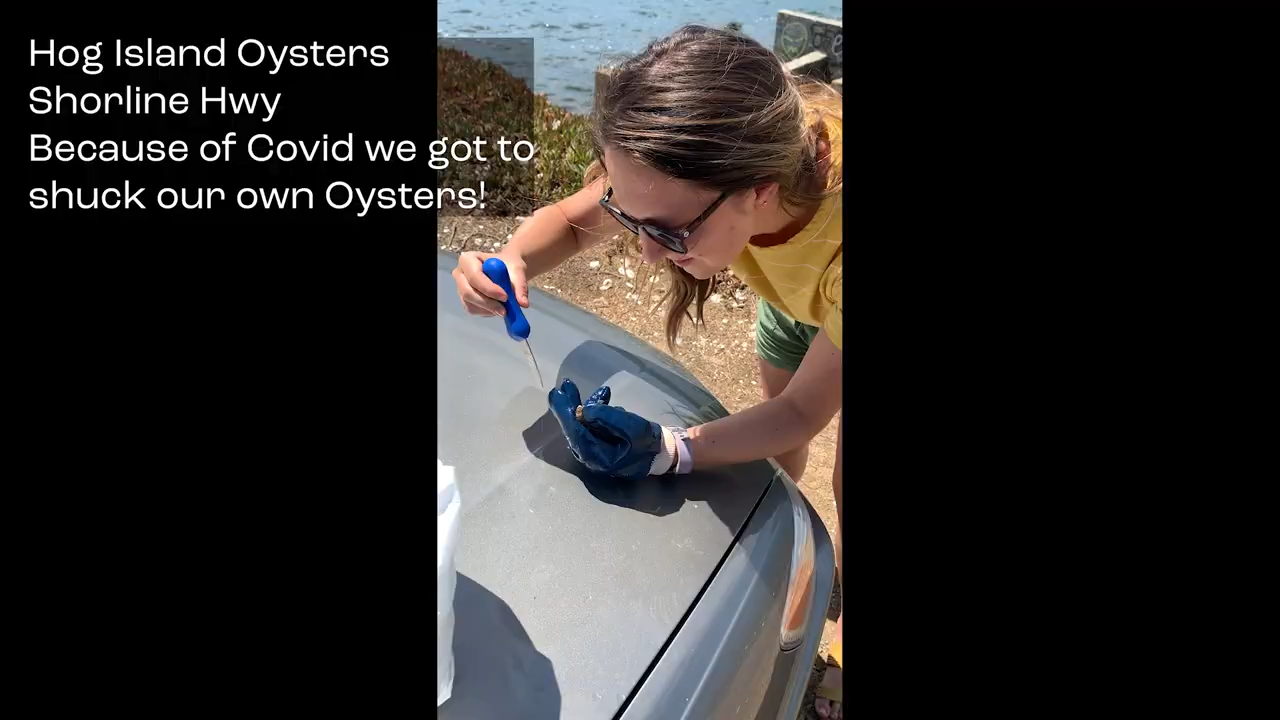 Hog Island Oysters
Shorline Hwy
Because of Covid we got to
shuck our own Oysters!